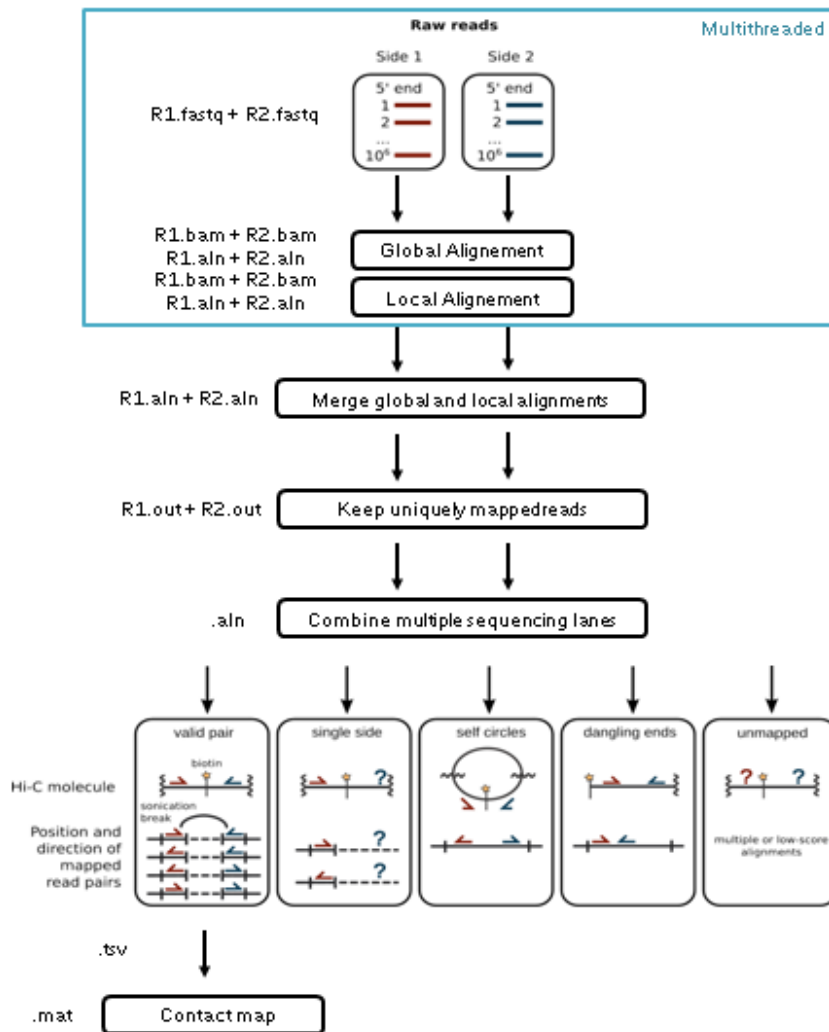 Raw reads
Multithreaded
Side 1 Side 2
5' end 5' end
R1.fastq + R2.fastq
1 1
2 2
... ...
10⁶ 10⁶
R1.bam + R2.bam
R1.aln + R2.aln
Global Alignement
R1.bam + R2.bam
R1.aln + R2.aln
Local Alignement
R1.aln + R2.aln
Merge global and local alignments
R1.out + R2.out
Keep uniquely mappedreads
.aln
Combine multiple sequencing lanes
valid pair
single side
self circles
dangling ends
unmapped
biotin
? ? ?
Hi-C molecule
sonication
break
Position and
direction of
mapped
read pairs
?
?
multiple or low-score
alignments
.tsv
.mat
Contact map